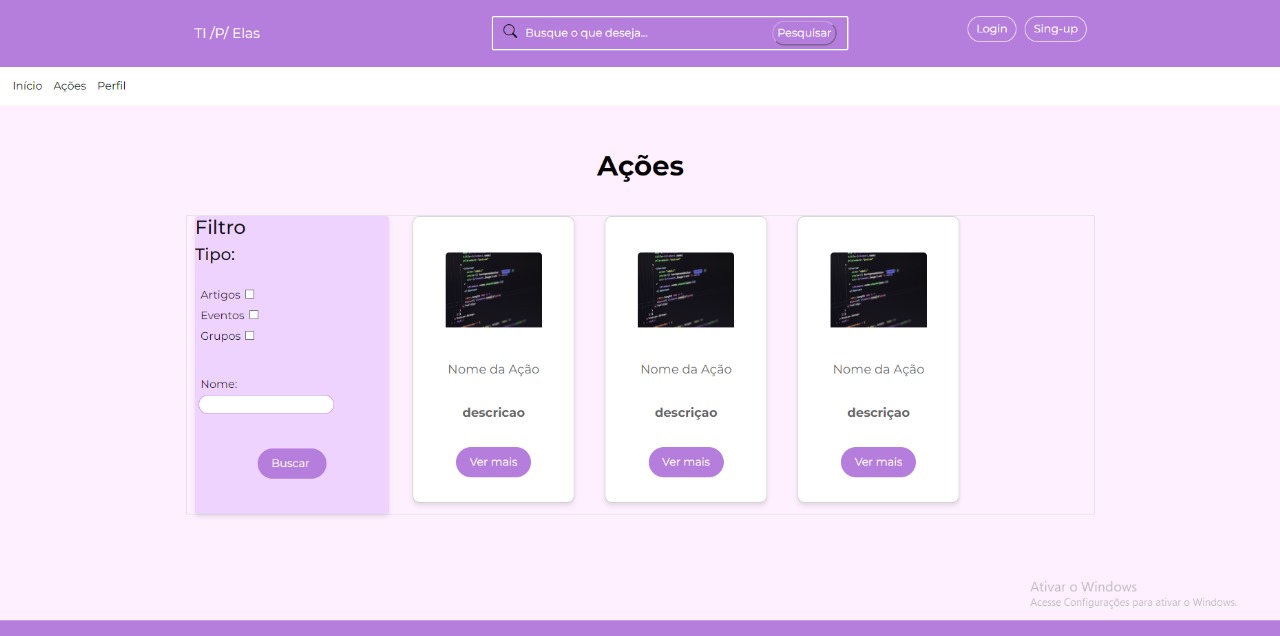 TI /P/ Elas
Busque o que deseja...
Pesquisar
Login
Sing-up
Início Ações Perfil
Ações
Filtro
Tipo:
Artigos
Eventos
Grupos
Nome:
Buscar
Nome da Ação
descricao
Ver mais
Nome da Ação
descriçao
Ver mais
Nome da Ação
descriçao
Ver mais
Ativar o Windows
Acesse Configurações para ativar o Windows.